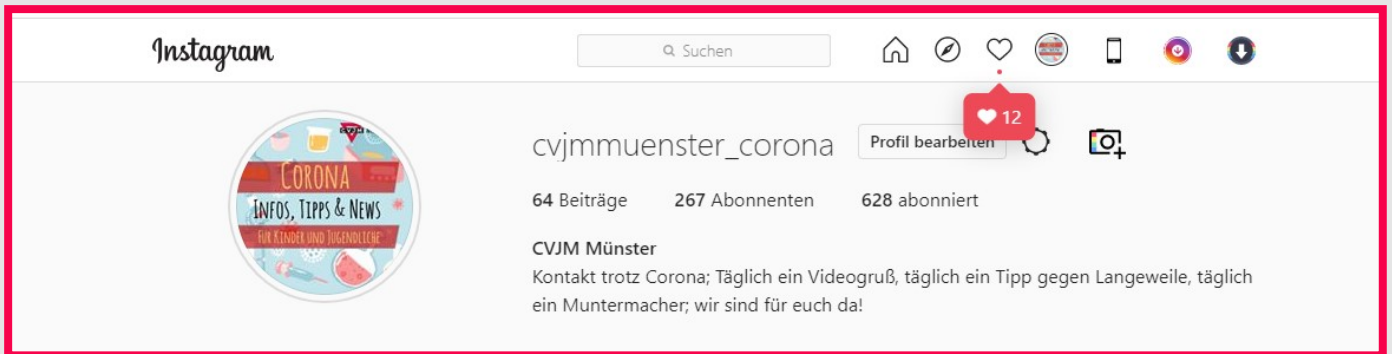 Instagram
Suchen
12
cvjmmuenster_corona Profil bearbeiten
64 Beiträge 267 Abonnenten 628 abonniert
CVJM Münster
Kontakt trotz Corona; Täglich ein Videogruß, täglich ein Tipp gegen Langeweile, täglich
ein Muntermacher; wir sind für euch da!
CVJM
CORONA
INFOS, TIPPS & NEWS
FÜR KINDER UND JUGENDLICHE